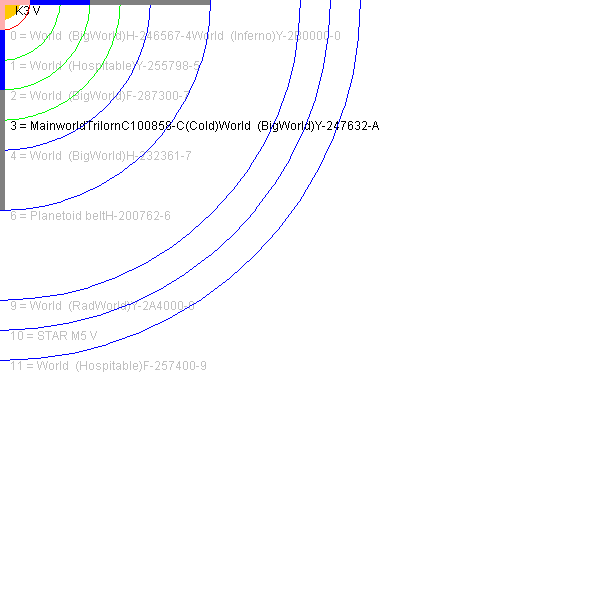 K3 V
0 = World (BigWorld)H-246567-4World (Inferno)Y-2B0000-0
1 = World (Hospitable)Y-255798-5
2 = World (BigWorld)F-287300-7
3 = MainworldTrilornC100858-C(Cold)World (BigWorld)Y-247632-A
4 = World (BigWorld)H-232361-7
6 = Planetoid beltH-200762-6
9 = World (RadWorld)Y-2A4000-0
10 = STAR M5 V
11 = World (Hospitable)F-257400-9